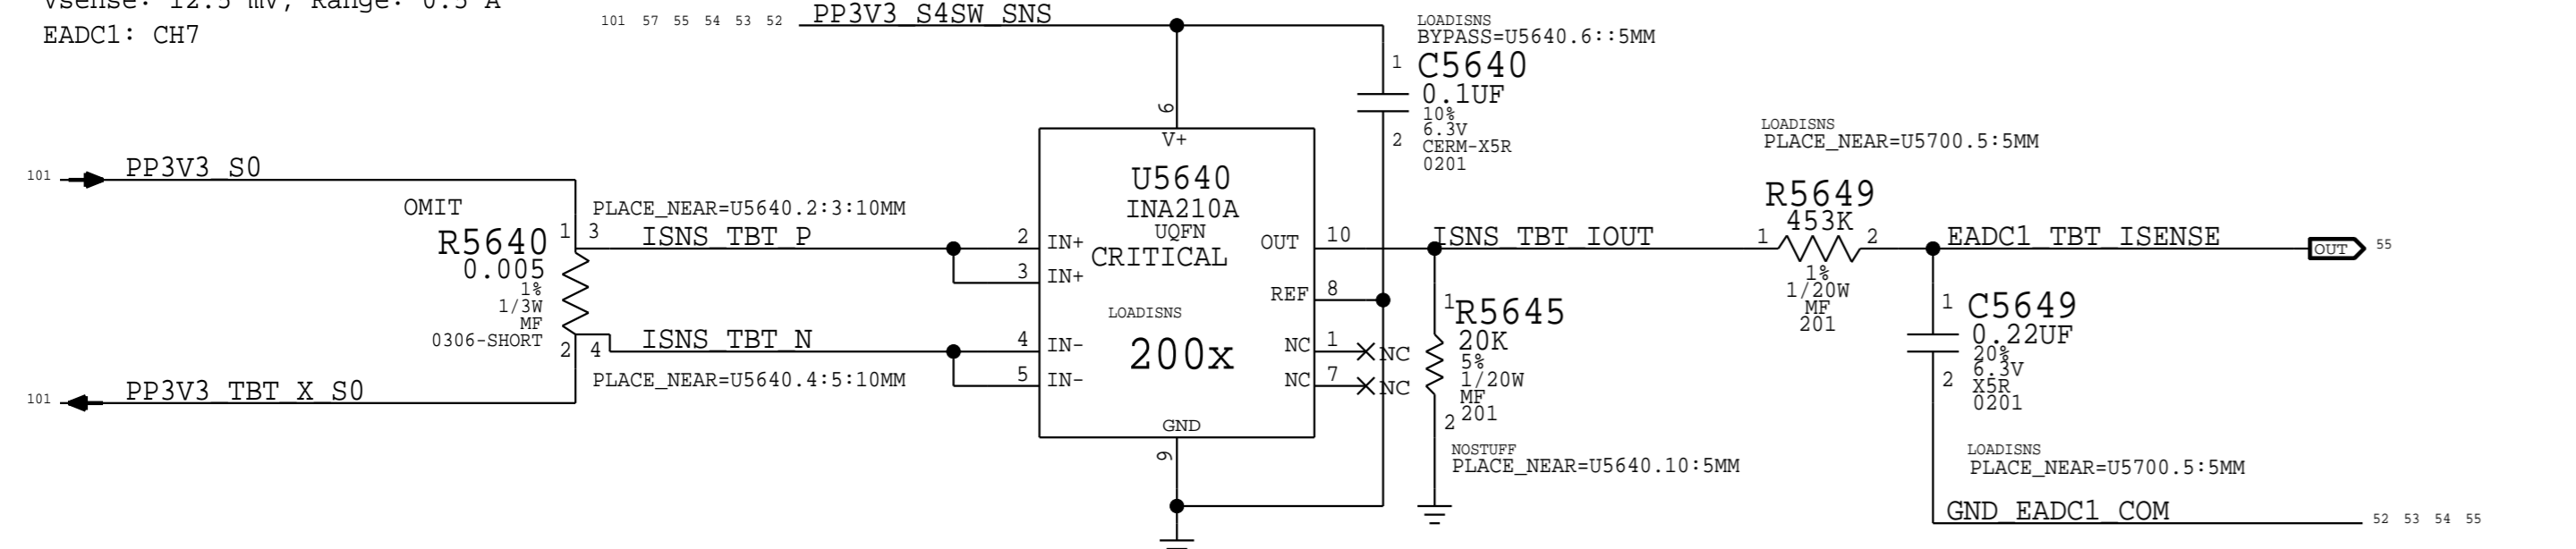 Vsense: 12.5 mV, Range: 0.5 A
EADC1: CH7
101 57 55 54 53 52 PP3V3_S4SW_SNS
LOADISNS
BYPASS=U5640.6::5MM
1 C5640
0.1UF
10%
6.3V
2 CERM-X5R
0201
6
V+
101 PP3V3_S0
OMIT
R5640
0.005
1%
1/3W
MF
0306-SHORT
1 3
2 4
PLACE_NEAR=U5640.2:3:10MM
ISNS_TBT_P
ISNS_TBT_N
PLACE_NEAR=U5640.4:5:10MM
101 PP3V3_TBT_X_S0
U5640
INA210A
UQFN
CRITICAL
LOADISNS
200x
2 IN+
3 IN+
4 IN-
5 IN-
OUT 10
REF 8
NC 1 NC
NC 7 NC
GND
9
ISNS_TBT_IOUT
1
R5645
20K
5%
1/20W
MF
201
2
NOSTUFF
PLACE_NEAR=U5640.10:5MM
LOADISNS
PLACE_NEAR=U5700.5:5MM
R5649
453K
1 2
1%
1/20W
MF
201
EADC1_TBT_ISENSE OUT 55
1 C5649
0.22UF
20%
6.3V
2 X5R
0201
LOADISNS
PLACE_NEAR=U5700.5:5MM
GND_EADC1_COM 52 53 54 55